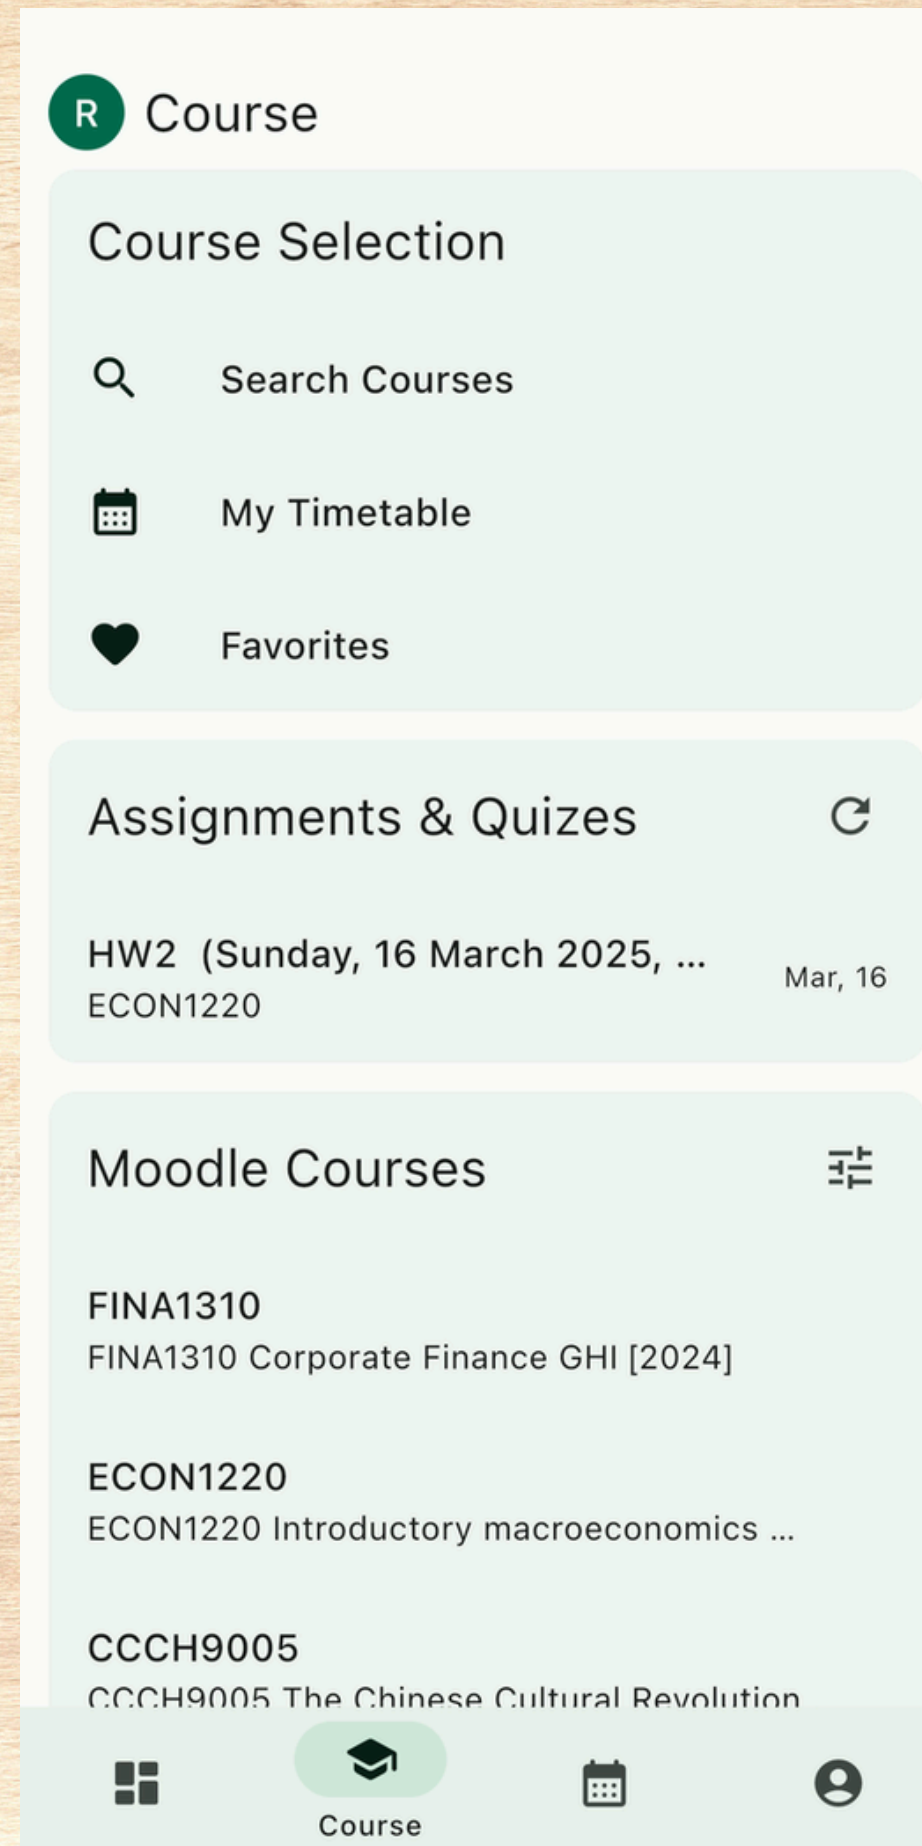 R Course
Course Selection
Search Courses
My Timetable
Favorites
Assignments & Quizes
HW2  (Sunday, 16 March 2025, ...
Mar, 16
ECON1220
Moodle Courses
FINA1310
FINA1310 Corporate Finance GHI [2024]
ECON1220
ECON1220 Introductory macroeconomics ...
CCCH9005
CCCH9005 The Chinese Cultural Revolution
Course